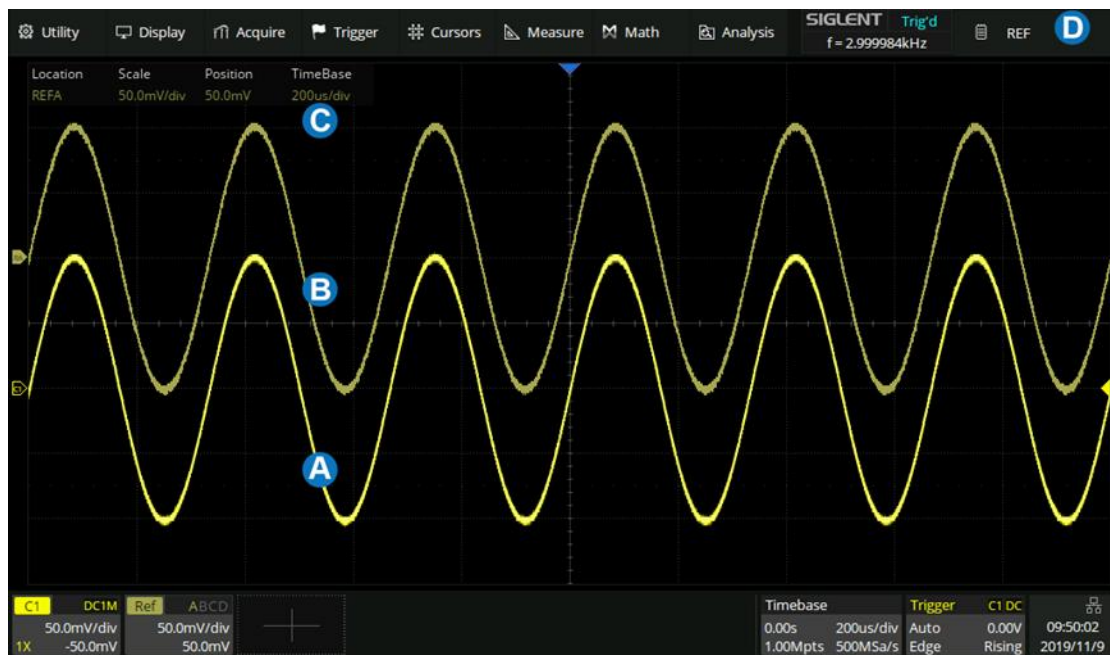 Utility Display Acquire Trigger Cursors Measure Math Analysis
SIGLENT Trig'd
f = 2.999984kHz
REF
D
Location Scale Position TimeBase
REFA 50.0mV/div 50.0mV 200us/div
C
B
C1
A
C1 DC1M
50.0mV/div
1X -50.0mV
Ref ABCD
50.0mV/div
50.0mV
Timebase
0.00s 200us/div
1.00Mpts 500MSa/s
Trigger C1 DC
Auto 0.00V
Edge Rising
09:50:02
2019/11/9